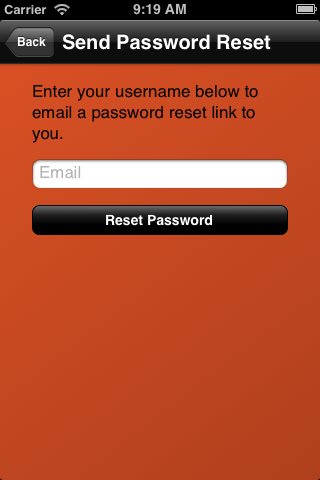 Carrier 9:19 AM
Back Send Password Reset
Enter your username below to
email a password reset link to
you.
Email
Reset Password